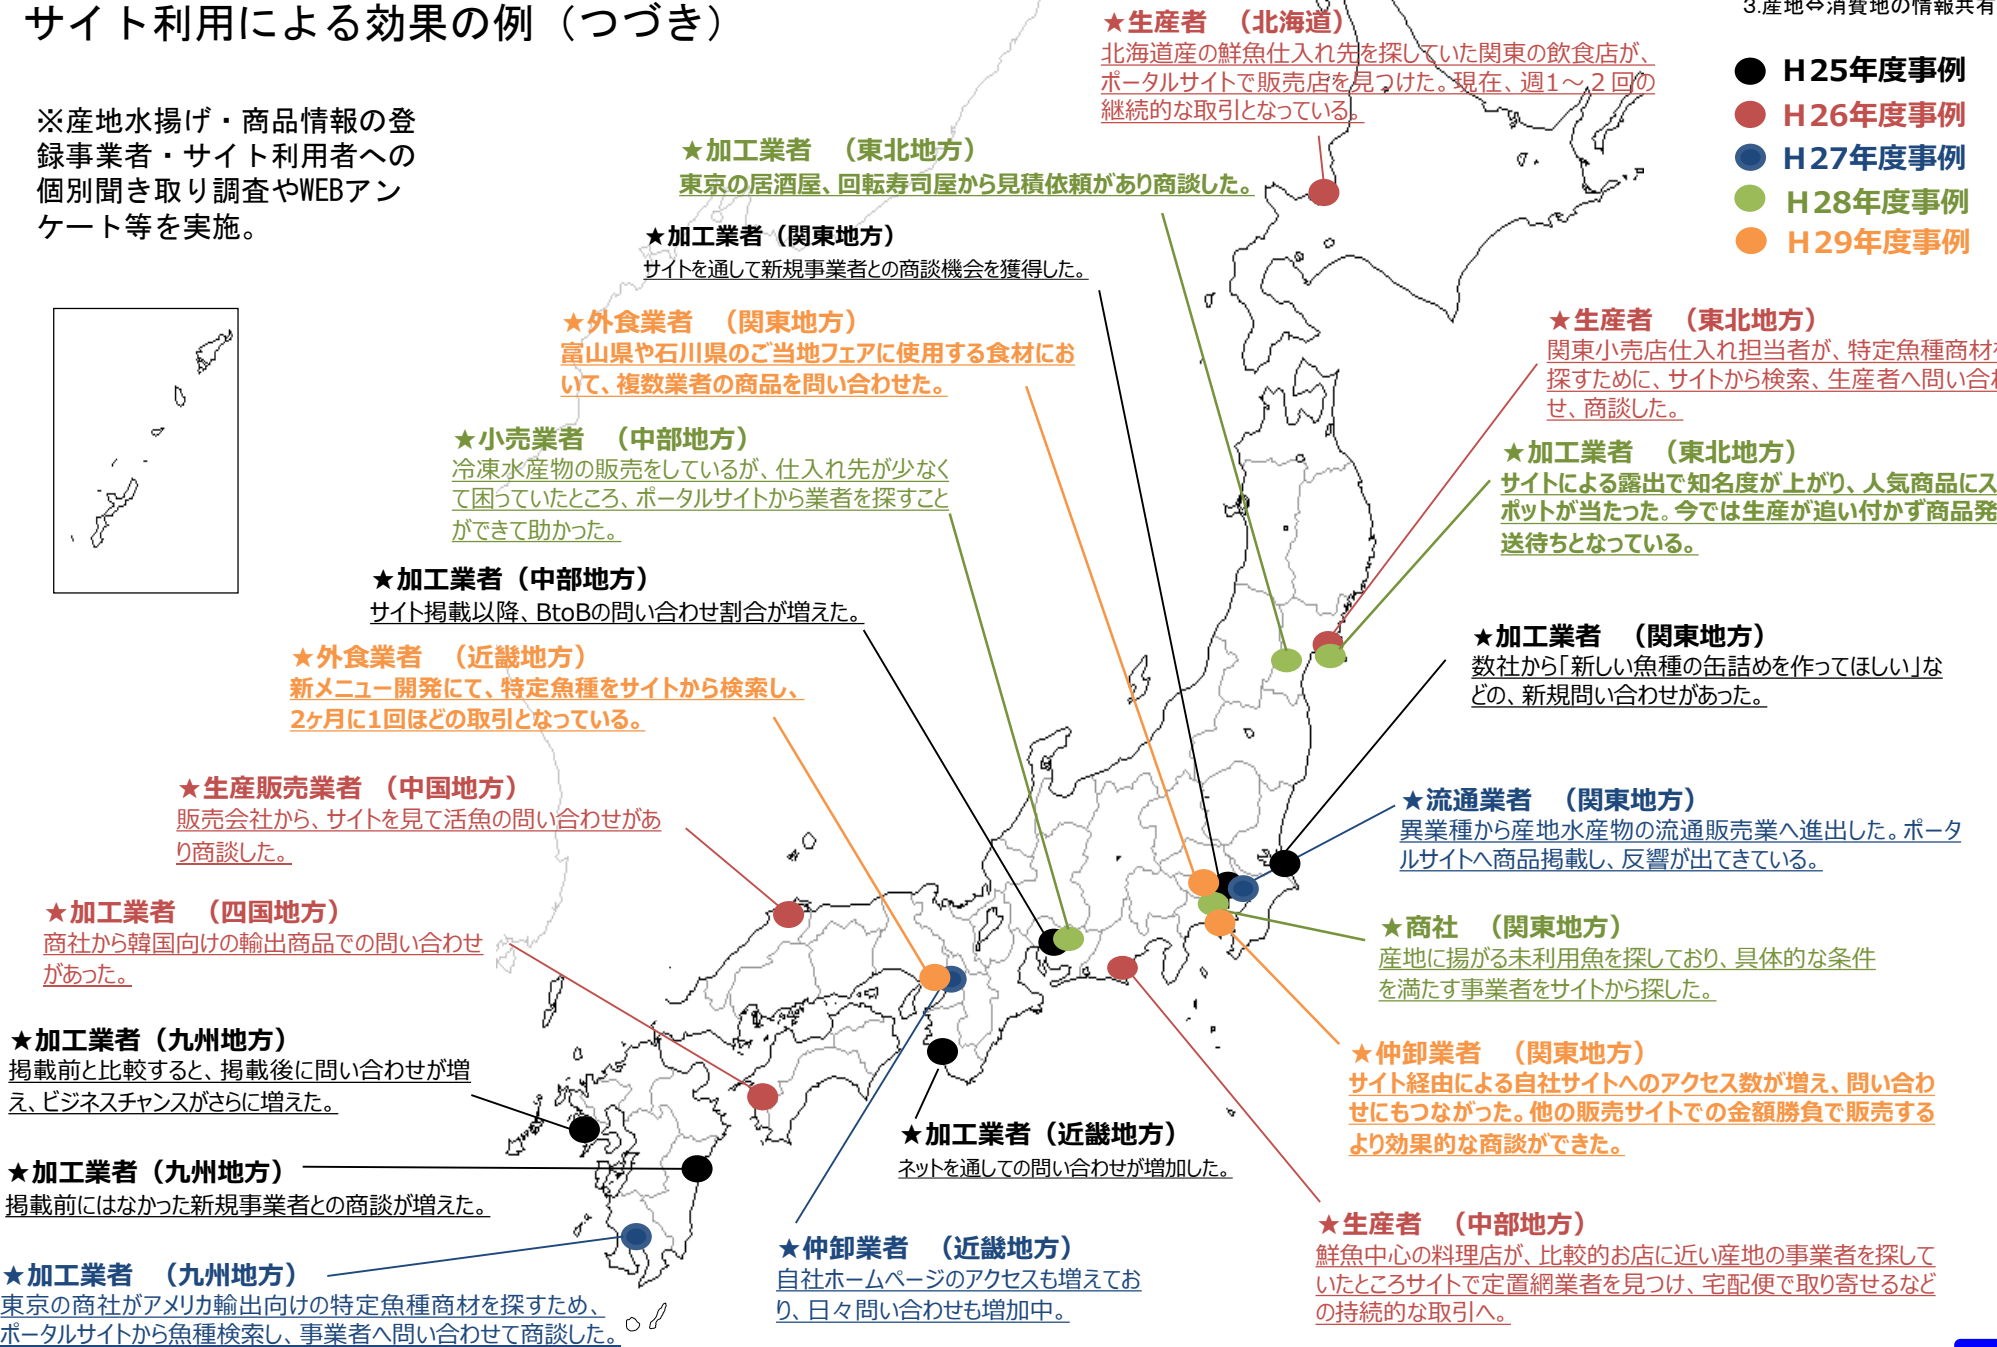 サイト利用による効果の例（つづき）
3.産地⇔消費地の情報共有
※産地水揚げ・商品情報の登
録事業者・サイト利用者への
個別聞き取り調査やWEBアン
ケート等を実施。
H25年度事例
H26年度事例
H27年度事例
H28年度事例
H29年度事例
★生産者　（北海道）
北海道産の鮮魚仕入れ先を探していた関東の飲食店が、
ポータルサイトで販売店を見つけた。現在、週1～２回の
継続的な取引となっている。
★加工業者　（東北地方）
東京の居酒屋、回転寿司屋から見積依頼があり商談した。
★加工業者（関東地方）
サイトを通して新規事業者との商談機会を獲得した。
★外食業者　（関東地方）
富山県や石川県のご当地フェアに使用する食材にお
いて、複数業者の商品を問い合わせた。
★生産者　（東北地方）
関東小売店仕入れ担当者が、特定魚種商材
探すために、サイトから検索、生産者へ問い合わ
せ、商談した。
★小売業者　（中部地方）
冷凍水産物の販売をしているが、仕入れ先が少なく
て困っていたところ、ポータルサイトから業者を探すこと
ができて助かった。
★加工業者　（東北地方）
サイトによる露出で知名度が上がり、人気商品にス
ポットが当たった。今では生産が追い付かず商品発
送待ちとなっている。
★加工業者（中部地方）
サイト掲載以降、BtoBの問い合わせ割合が増えた。
★加工業者　（関東地方）
数社から「新しい魚種の缶詰めを作ってほしい」な
どの、新規問い合わせがあった。
★外食業者　（近畿地方）
新メニュー開発にて、特定魚種をサイトから検索し、
2ヶ月に1回ほどの取引となっている。
★生産販売業者　（中国地方）
販売会社から、サイトを見て活魚の問い合わせがあ
り商談した。
★流通業者　（関東地方）
異業種から産地水産物の流通販売業へ進出した。ポータ
ルサイトへ商品掲載し、反響が出てきている。
★加工業者　（四国地方）
商社から韓国向けの輸出商品での問い合わせ
があった。
★商社　（関東地方）
産地に揚がる未利用魚を探しており、具体的な条件
を満たす事業者をサイトから探した。
★加工業者（九州地方）
掲載前と比較すると、掲載後に問い合わせが増
え、ビジネスチャンスがさらに増えた。
★仲卸業者　（関東地方）
サイト経由による自社サイトへのアクセス数が増え、問い合わ
せにもつながった。他の販売サイトでの金額勝負で販売する
より効果的な商談ができた。
★加工業者（近畿地方）
ネットを通しての問い合わせが増加した。
★加工業者（九州地方）
掲載前にはなかった新規事業者との商談が増えた。
★生産者　（中部地方）
鮮魚中心の料理店が、比較的お店に近い産地の事業者を探して
いたところサイトで定置網業者を見つけ、宅配便で取り寄せるなど
の持続的な取引へ。
★仲卸業者　（近畿地方）
自社ホームページのアクセスも増えてお
り、日々問い合わせも増加中。
★加工業者　（九州地方）
東京の商社がアメリカ輸出向けの特定魚種商材を探すため、
ポータルサイトから魚種検索し、事業者へ問い合わせて商談した。